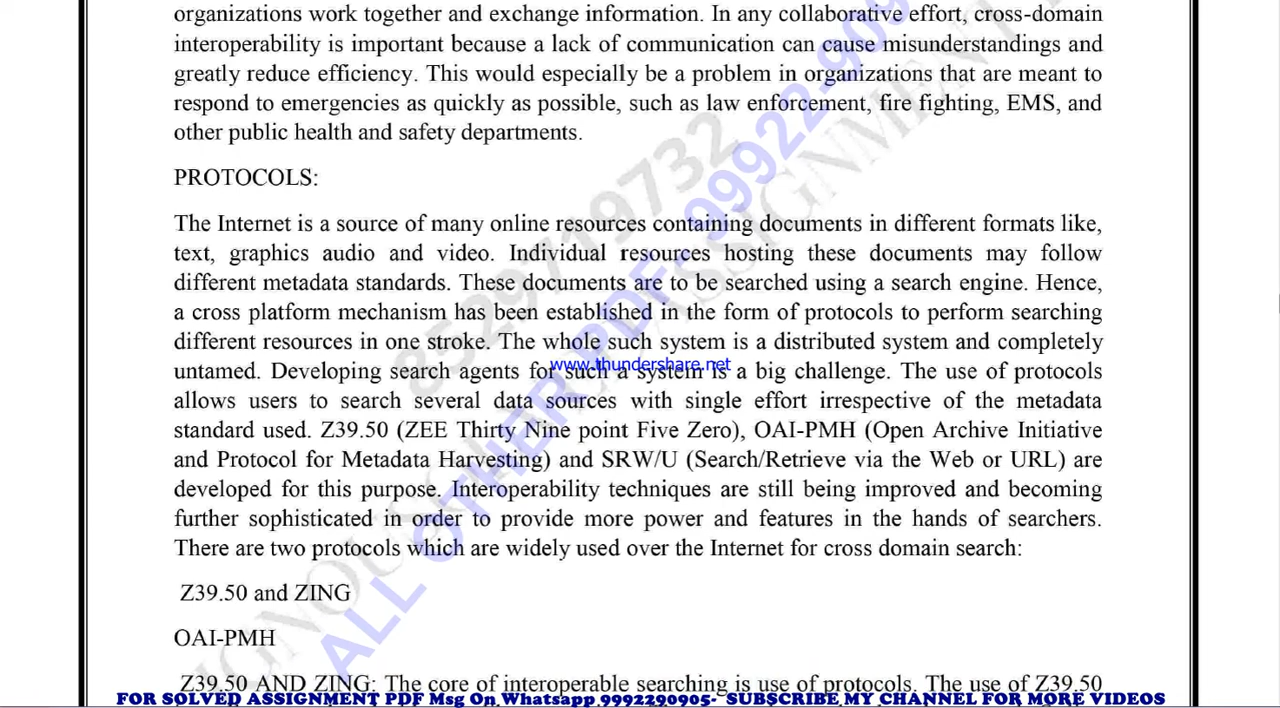 organizations work together and exchange information. In any collaborative effort, cross-domain
interoperability is important because a lack of communication can cause misunderstandings and
greatly reduce efficiency. This would especially be a problem in organizations that are meant to
respond to emergencies as quickly as possible, such as law enforcement, fire fighting, EMS, and
other public health and safety departments.
PROTOCOLS:
The Internet is a source of many online resources containing documents in different formats like,
text, graphics audio and video. Individual resources hosting these documents may follow
different metadata standards. These documents are to be searched using a search engine. Hence,
a cross platform mechanism has been established in the form of protocols to perform searching
different resources in one stroke. The whole such system is a distributed system and completely
untamed. Developing search agents for such a system is a big challenge. The use of protocols
www.thundershare.net
allows users to search several data sources with single effort irrespective of the metadata
standard used. Z39.50 (ZEE Thirty Nine point Five Zero), OAI-PMH (Open Archive Initiative
and Protocol for Metadata Harvesting) and SRW/U (Search/Retrieve via the Web or URL) are
developed for this purpose. Interoperability techniques are still being improved and becoming
further sophisticated in order to provide more power and features in the hands of searchers.
There are two protocols which are widely used over the Internet for cross domain search:
Z39.50 and ZING
OAI-PMH
Z39.50 AND ZING: The core of interoperable searching is use of protocols. The use of Z39.50
FOR SOLVED ASSIGNMENT PDF Msg On Whatsapp 9992290905- SUBSCRIBE MY CHANNEL FOR MORE VIDEOS
8529719732
ALL OTHER PDF-99922-909
ASSIGNMENT